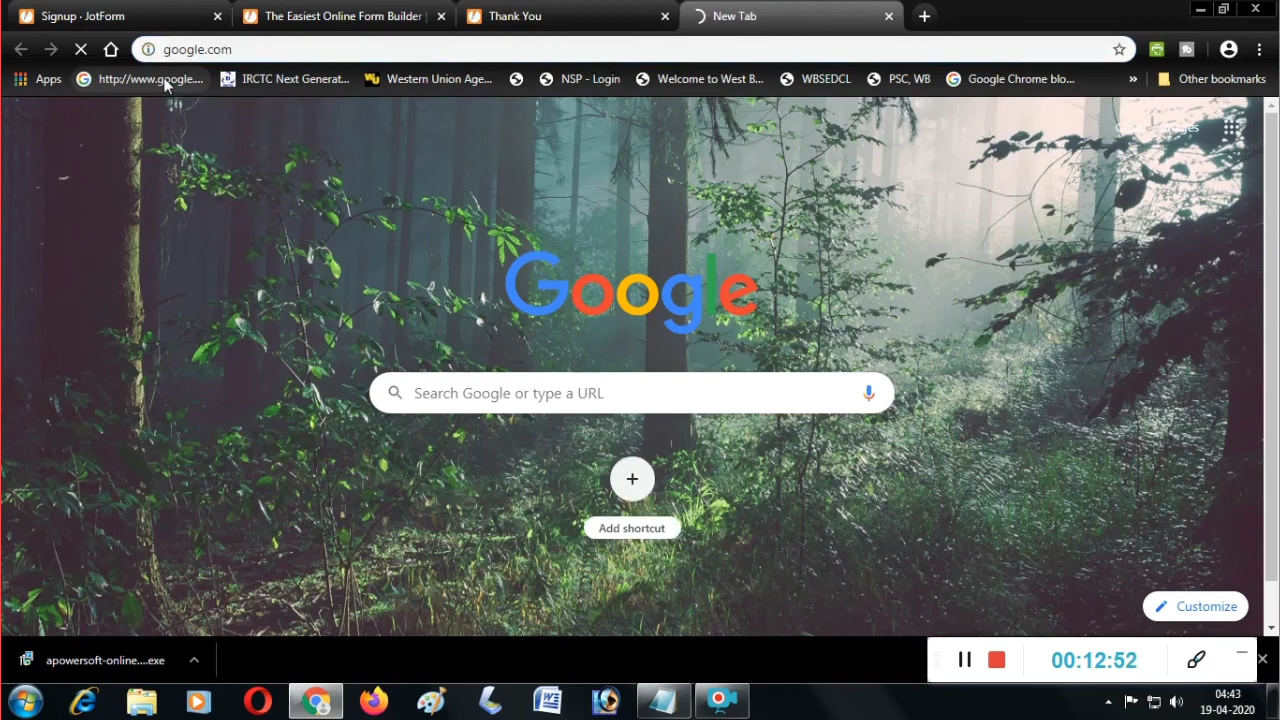 Signup · JotForm
The Easiest Online Form Builder
Thank You
New Tab
google.com
Apps
http://www.google....
IRCTC Next Generat...
Western Union Age...
NSP - Login
Welcome to West B...
WBSEDCL
PSC, WB
Google Chrome blo...
»
Other bookmarks
Google
Search Google or type a URL
Add shortcut
Customize
apowersoft-online....exe
00:12:52
04:43
19-04-2020